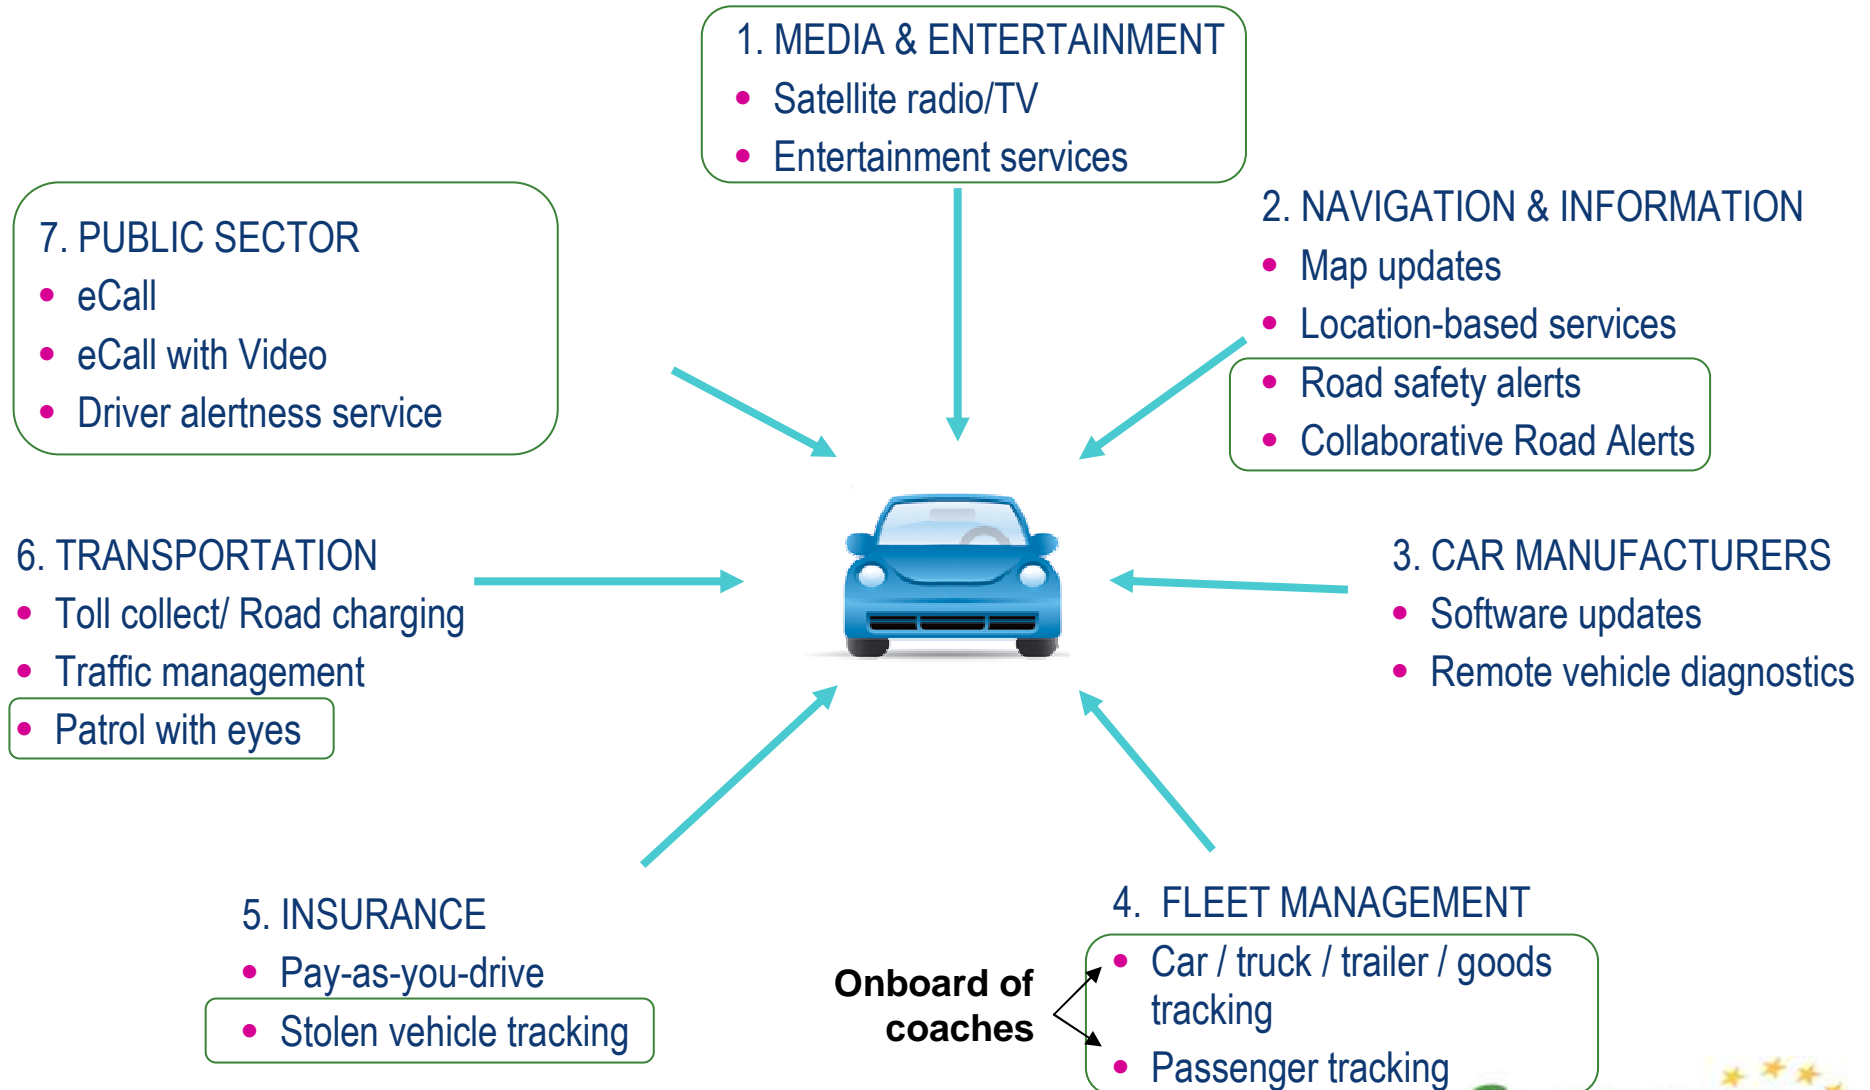 1. MEDIA & ENTERTAINMENT
• Satellite radio/TV
• Entertainment services
2. NAVIGATION & INFORMATION
• Map updates
• Location-based services
• Road safety alerts
• Collaborative Road Alerts
3. CAR MANUFACTURERS
• Software updates
• Remote vehicle diagnostics
4. FLEET MANAGEMENT
• Car / truck / trailer / goods
tracking
• Passenger tracking
Onboard of
coaches
5. INSURANCE
• Pay-as-you-drive
• Stolen vehicle tracking
6. TRANSPORTATION
• Toll collect/ Road charging
• Traffic management
• Patrol with eyes
7. PUBLIC SECTOR
• eCall
• eCall with Video
• Driver alertness service